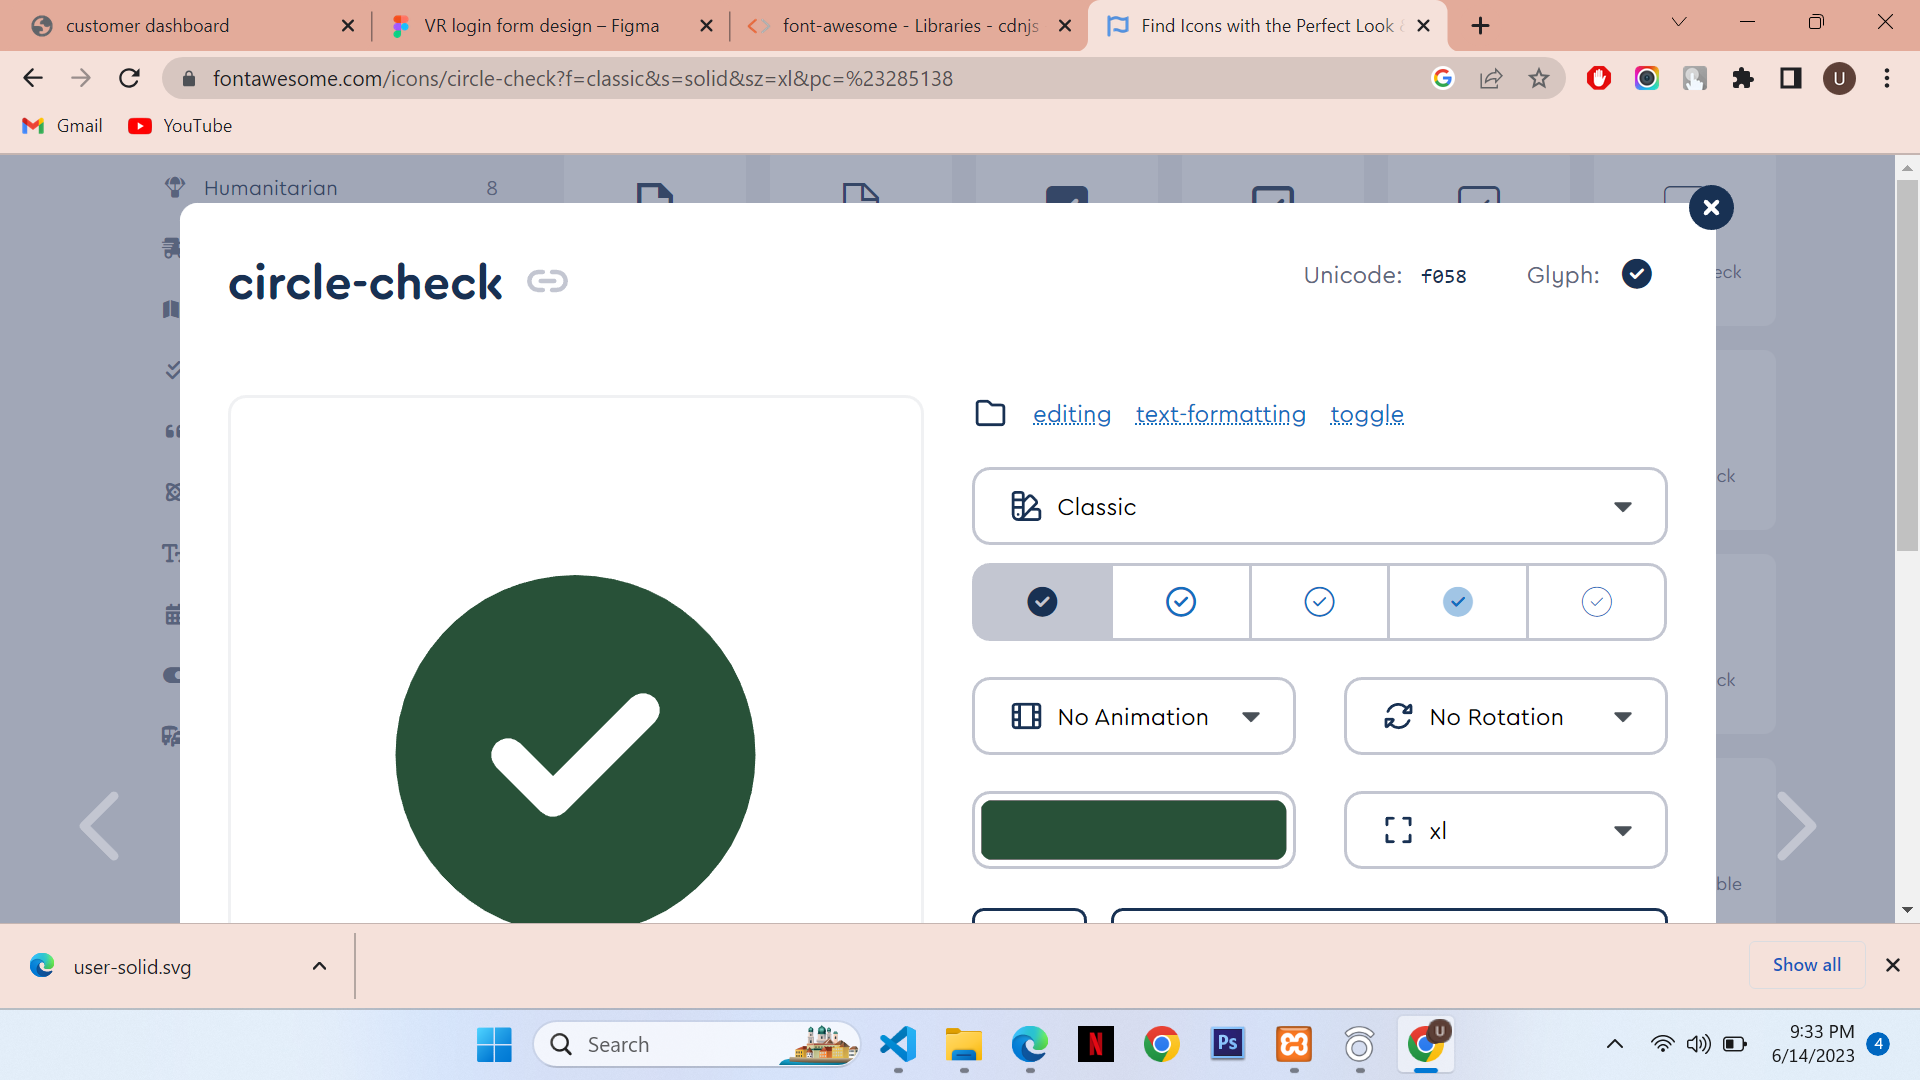 customer dashboard
VR login form design – Figma
font-awesome - Libraries - cdnjs
Find Icons with the Perfect Look
fontawesome.com/icons/circle-check?f=classic&s=solid&sz=xl&pc=%23285138
U
Gmail
YouTube
Humanitarian 8
circle-check
Unicode: f058 Glyph:
eck
editing text-formatting toggle
ck
Classic
ck
No Animation
No Rotation
xl
ble
user-solid.svg
Show all
Search
N
Ps
U
9:33 PM
6/14/2023
4